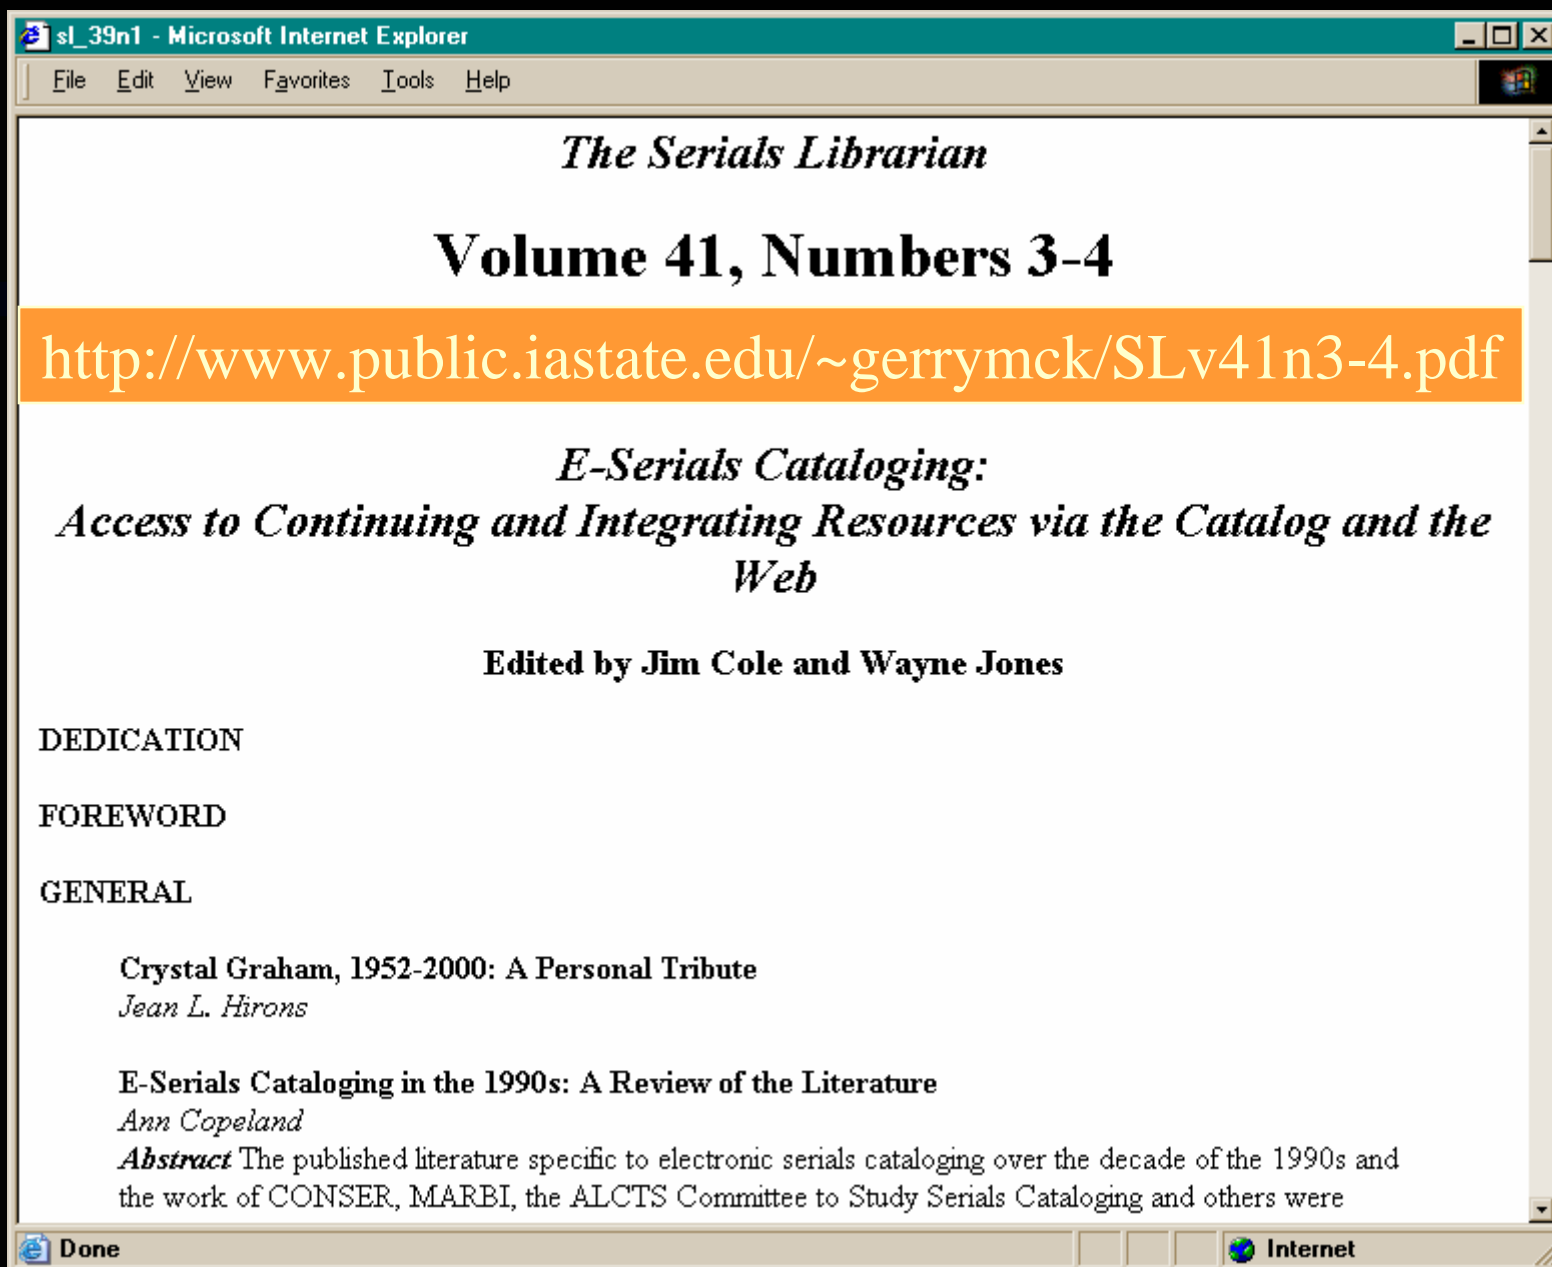 sl_39n1 - Microsoft Internet Explorer
File Edit View Favorites Tools Help
The Serials Librarian
Volume 41, Numbers 3-4
http://www.public.iastate.edu/~gerrymck/SLv41n3-4.pdf
E-Serials Cataloging:
Access to Continuing and Integrating Resources via the Catalog and the
Web
Edited by Jim Cole and Wayne Jones
DEDICATION
FOREWORD
GENERAL
Crystal Graham, 1952-2000: A Personal Tribute
Jean L. Hirons
E-Serials Cataloging in the 1990s: A Review of the Literature
Ann Copeland
Abstract The published literature specific to electronic serials cataloging over the decade of the 1990s and
the work of CONSER, MARBI, the ALCTS Committee to Study Serials Cataloging and others were
Done Internet